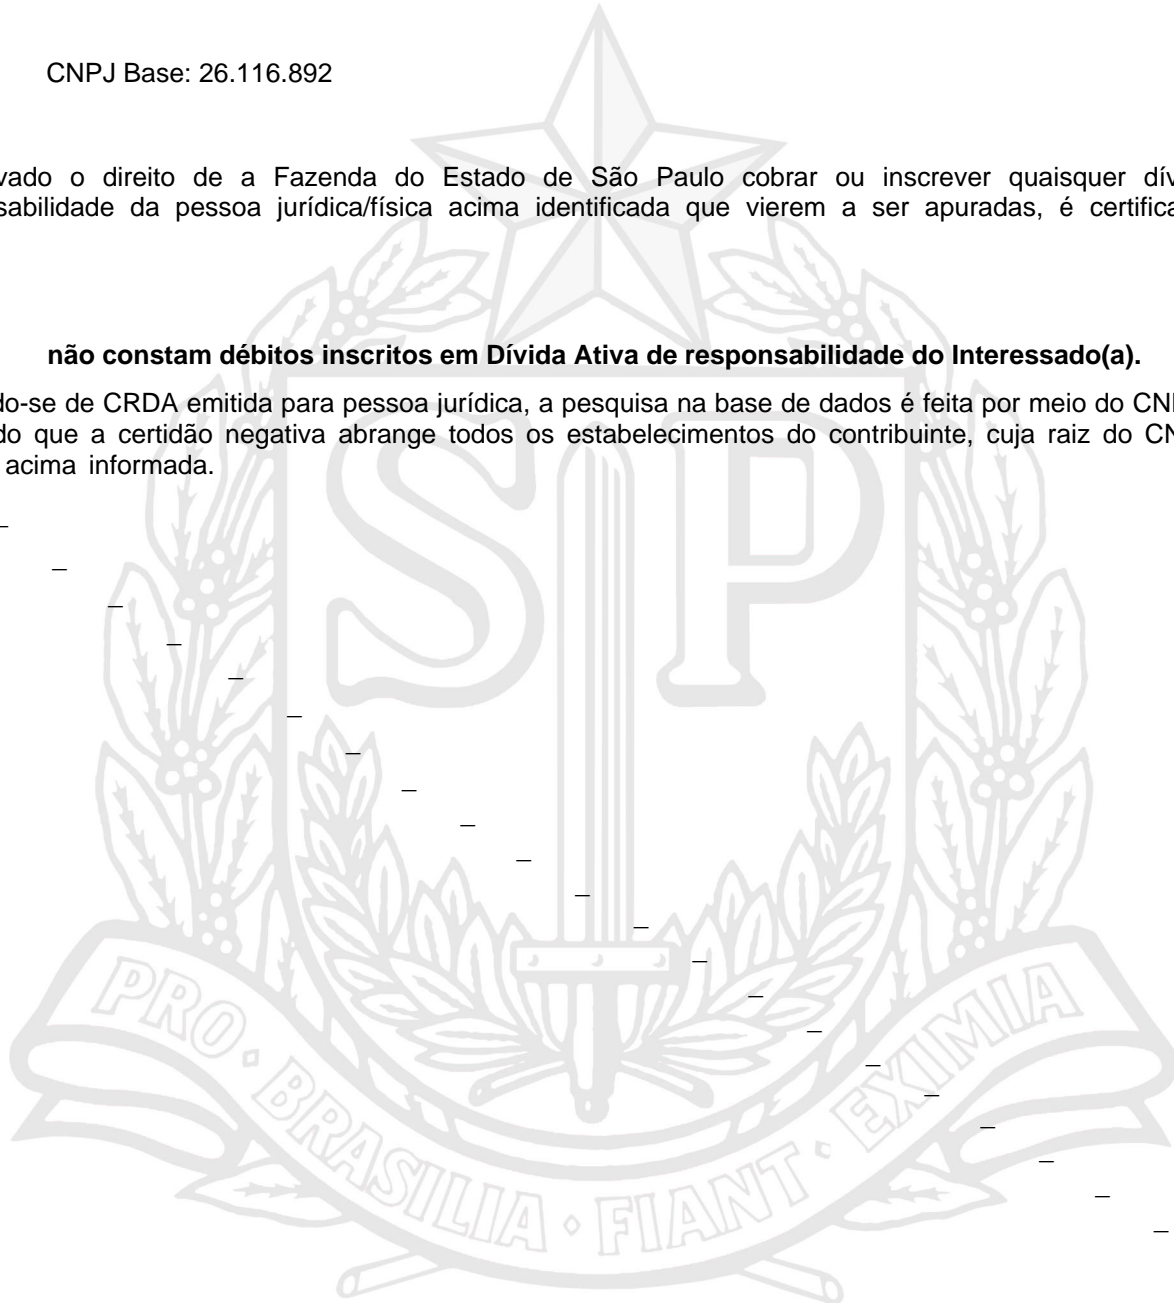 CNPJ Base: 26.116.892
vado o direito de a Fazenda do Estado de São Paulo cobrar ou inscrever quaisquer dív
sabilidade da pessoa jurídica/física acima identificada que vierem a ser apuradas, é certifica
não constam débitos inscritos em Dívida Ativa de responsabilidade do Interessado(a).
do-se de CRDA emitida para pessoa jurídica, a pesquisa na base de dados é feita por meio do CN
do que a certidão negativa abrange todos os estabelecimentos do contribuinte, cuja raiz do CN
acima informada.
SP
PRO · BRASILIA · FIANT · EXIMIA